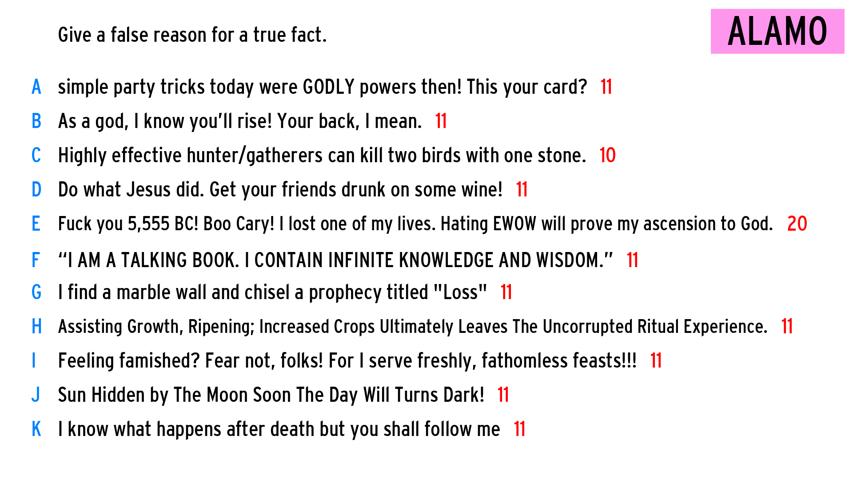 Give a false reason for a true fact.
ALAMO
A simple party tricks today were GODLY powers then! This your card? 11
B As a god, I know you'll rise! Your back, I mean. 11
C Highly effective hunter/gatherers can kill two birds with one stone. 10
D Do what Jesus did. Get your friends drunk on some wine! 11
E Fuck you 5,555 BC! Boo Cary! I lost one of my lives. Hating EWOW will prove my ascension to God. 20
F “I AM A TALKING BOOK. I CONTAIN INFINITE KNOWLEDGE AND WISDOM.” 11
G I find a marble wall and chisel a prophecy titled "Loss" 11
H Assisting Growth, Ripening; Increased Crops Ultimately Leaves The Uncorrupted Ritual Experience. 11
I Feeling famished? Fear not, folks! For I serve freshly, fathomless feasts!!! 11
J Sun Hidden by The Moon Soon The Day Will Turns Dark! 11
K I know what happens after death but you shall follow me 11